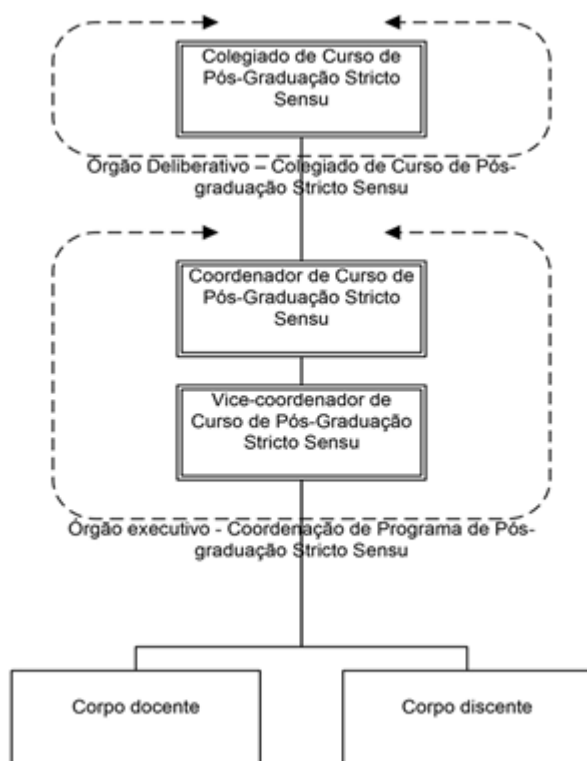 Colegiado de Curso de
Pós-Graduação Stricto
Sensu
Órgão Deliberativo – Colegiado de Curso de Pós-
graduação Stricto Sensu
Coordenador de Curso de
Pós-Graduação Stricto
Sensu
Vice-coordenador de
Curso de Pós-Graduação
Stricto Sensu
Órgão executivo - Coordenação de Programa de Pós-
graduação Stricto Sensu
Corpo docente
Corpo discente